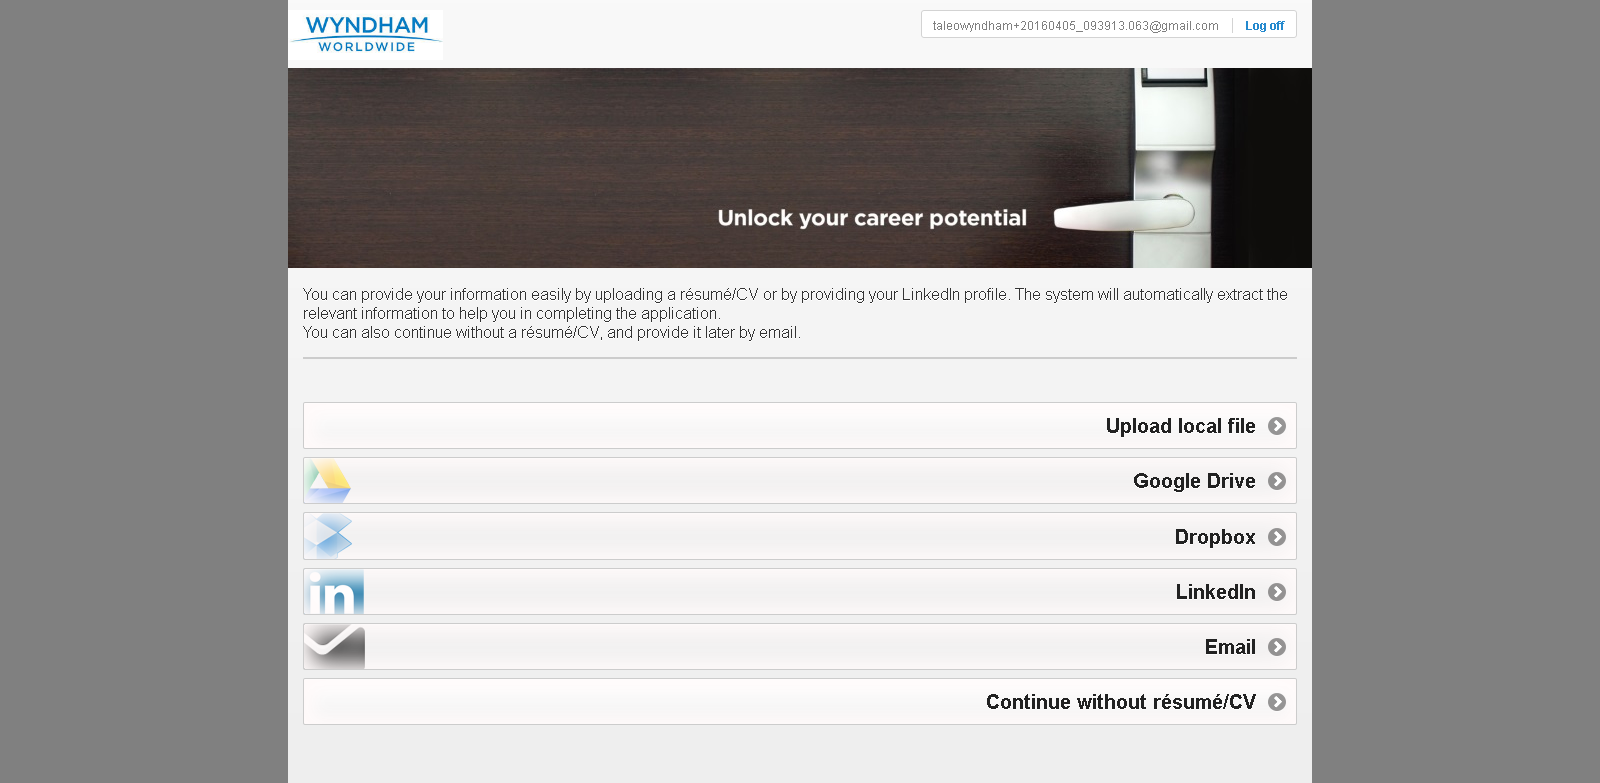 WYNDHAM
WORLDWIDE
taleowyndham+20160405_093913.063@gmail.com
Log off
Unlock your career potential
You can provide your information easily by uploading a résumé/CV or by providing your LinkedIn profile. The system will automatically extract the
relevant information to help you in completing the application.
You can also continue without a résumé/CV, and provide it later by email.
Upload local file
Google Drive
Dropbox
in
LinkedIn
Email
Continue without résumé/CV